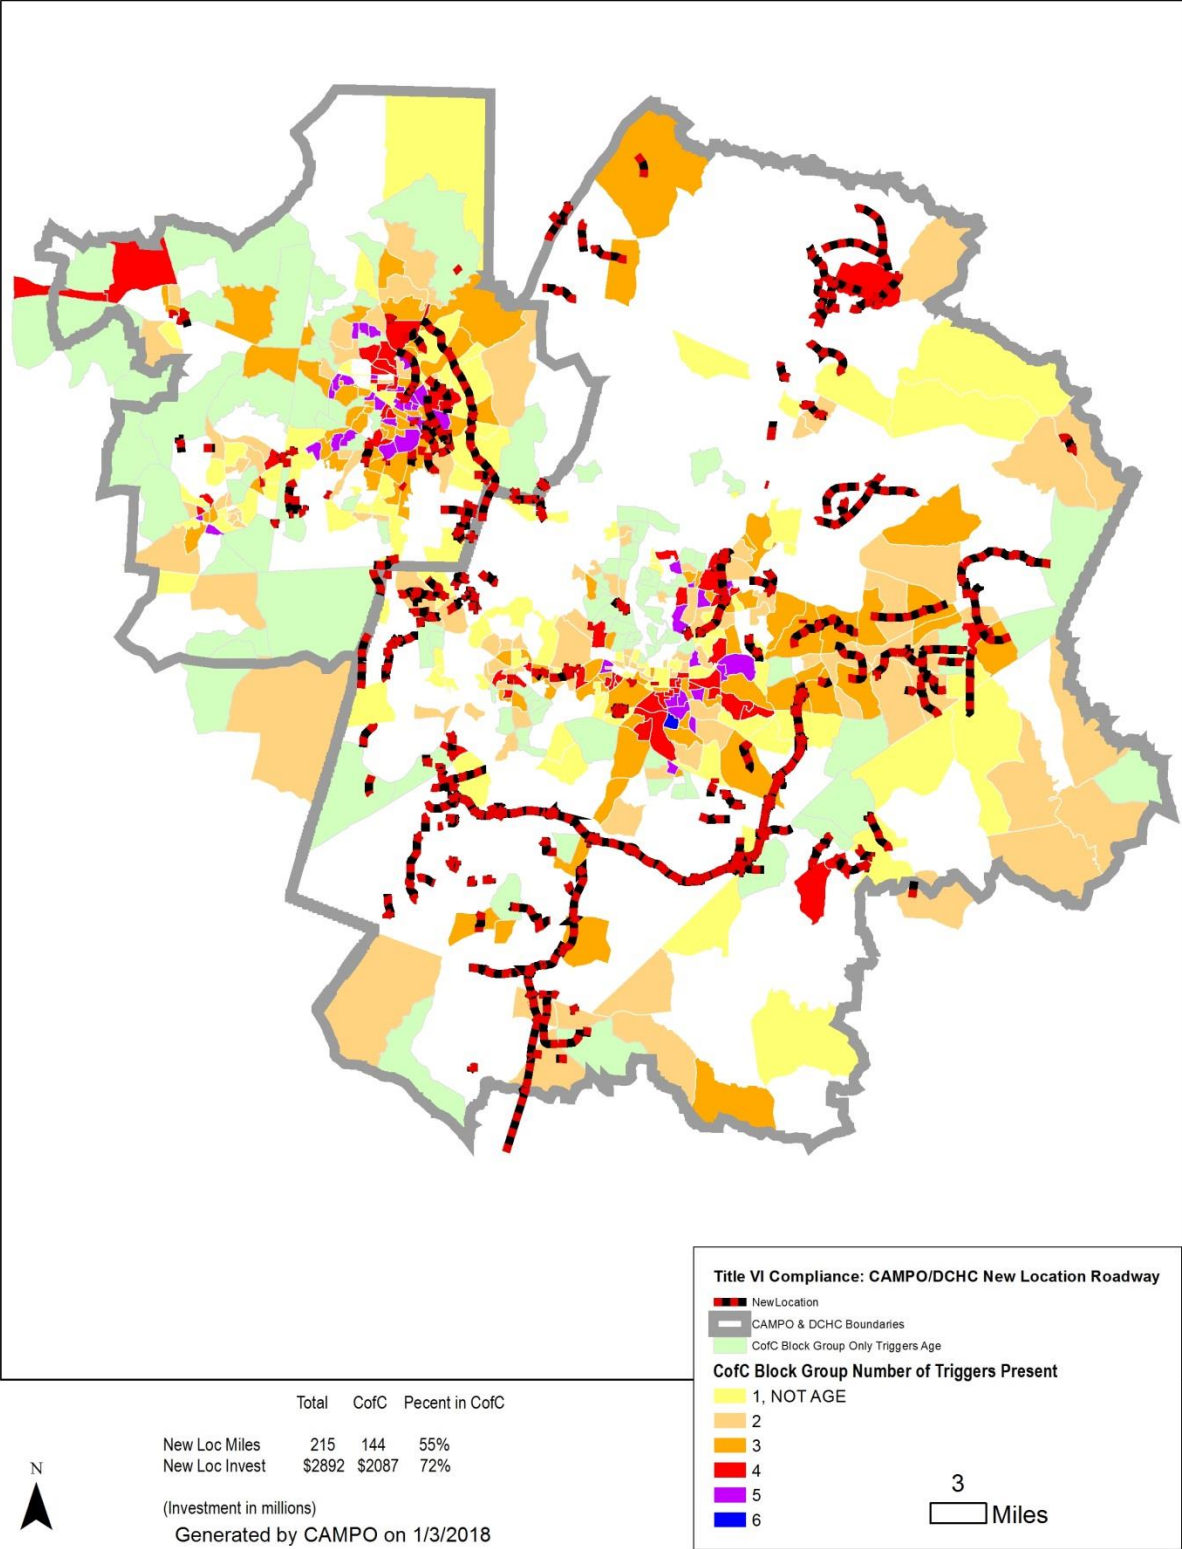 Title VI Compliance: CAMPO/DCHC New Location Roadway
NewLocation
CAMPO & DCHC Boundaries
CofC Block Group Only Triggers Age
CofC Block Group Number of Triggers Present
1, NOT AGE
2
3
4
5
6
3
Miles
Total CofC Pecent in CofC
New Loc Miles 215 144 55%
New Loc Invest $2892 $2087 72%
(Investment in millions)
Generated by CAMPO on 1/3/2018
N